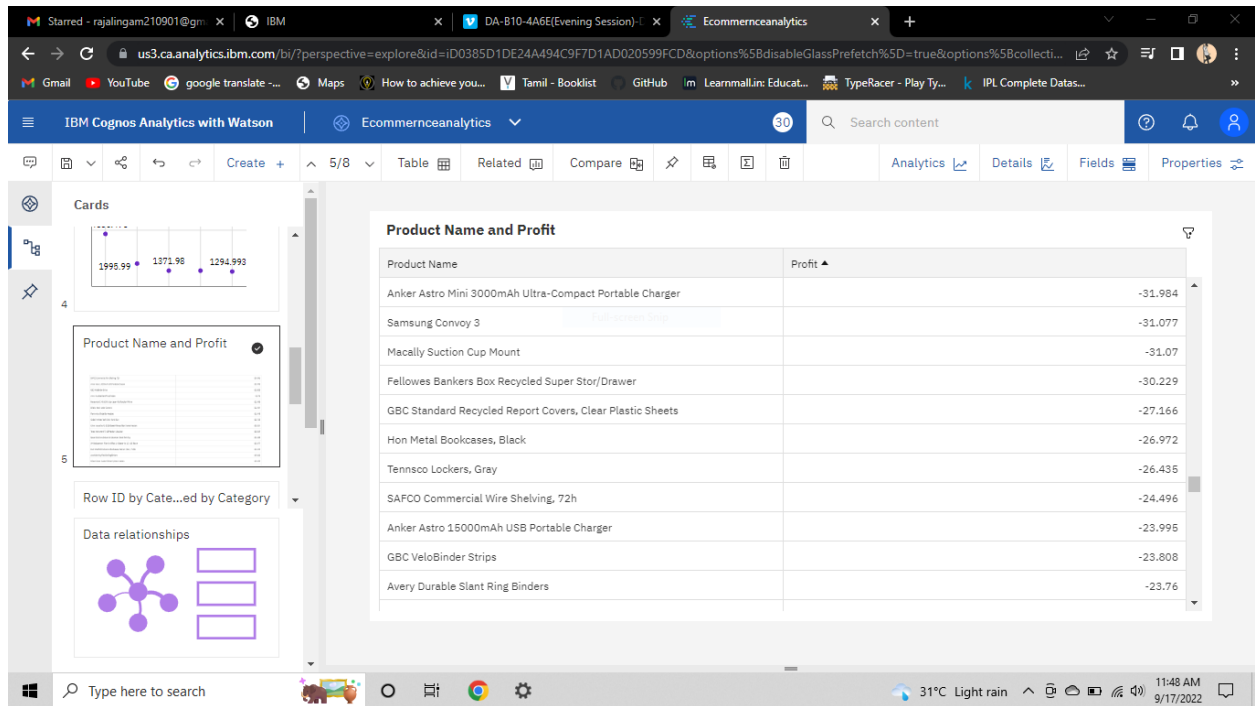 Starred - rajalingam210901@gm
IBM
DA-B10-4A6E(Evening Session)-
Ecommernceanalytics
us3.ca.analytics.ibm.com/bi/?perspective=explore&id=iD0385D1DE24A494C9F7D1AD020599FCD&options%5BdisableGlassPrefetch%5D=true&options%5Bcollecti...
Gmail YouTube google translate -... Maps How to achieve you... Tamil - Booklist GitHub Learnmall.in: Educat... TypeRacer - Play Ty... IPL Complete Datas... »
IBM Cognos Analytics with Watson
Ecommernceanalytics
30
Search content
Create +
5/8
Table
Related
Compare
Analytics
Details
Fields
Properties
Cards
1995.99 1371.98 1294.993
4
Product Name and Profit
5
Row ID by Cate...ed by Category
Data relationships
Product Name and Profit
Product Name Profit
Anker Astro Mini 3000mAh Ultra-Compact Portable Charger -31.984
Samsung Convoy 3 -31.077
Macally Suction Cup Mount -31.07
Fellowes Bankers Box Recycled Super Stor/Drawer -30.229
GBC Standard Recycled Report Covers, Clear Plastic Sheets -27.166
Hon Metal Bookcases, Black -26.972
Tennsco Lockers, Gray -26.435
SAFCO Commercial Wire Shelving, 72h -24.496
Anker Astro 15000mAh USB Portable Charger -23.995
GBC VeloBinder Strips -23.808
Avery Durable Slant Ring Binders -23.76
Type here to search
31°C Light rain
11:48 AM
9/17/2022